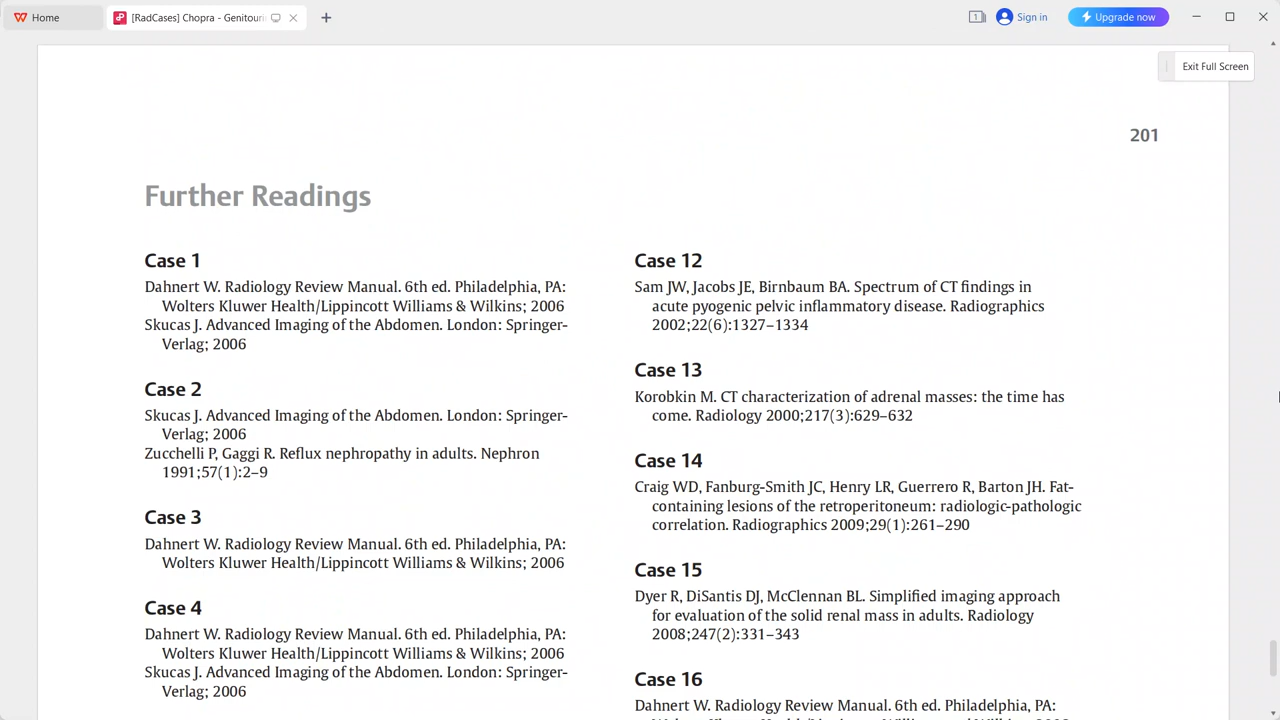 Home
[RadCases] Chopra - Genitouri
1
Sign in
Upgrade now
Exit Full Screen
201
Further Readings
Case 1
Dahnert W. Radiology Review Manual. 6th ed. Philadelphia, PA:
Wolters Kluwer Health/Lippincott Williams & Wilkins; 2006
Skucas J. Advanced Imaging of the Abdomen. London: Springer-
Verlag; 2006
Case 2
Skucas J. Advanced Imaging of the Abdomen. London: Springer-
Verlag; 2006
Zucchelli P, Gaggi R. Reflux nephropathy in adults. Nephron
1991;57(1):2–9
Case 3
Dahnert W. Radiology Review Manual. 6th ed. Philadelphia, PA:
Wolters Kluwer Health/Lippincott Williams & Wilkins; 2006
Case 4
Dahnert W. Radiology Review Manual. 6th ed. Philadelphia, PA:
Wolters Kluwer Health/Lippincott Williams & Wilkins; 2006
Skucas J. Advanced Imaging of the Abdomen. London: Springer-
Verlag; 2006
Case 12
Sam JW, Jacobs JE, Birnbaum BA. Spectrum of CT findings in
acute pyogenic pelvic inflammatory disease. Radiographics
2002;22(6):1327–1334
Case 13
Korobkin M. CT characterization of adrenal masses: the time has
come. Radiology 2000;217(3):629–632
Case 14
Craig WD, Fanburg-Smith JC, Henry LR, Guerrero R, Barton JH. Fat-
containing lesions of the retroperitoneum: radiologic-pathologic
correlation. Radiographics 2009;29(1):261–290
Case 15
Dyer R, DiSantis DJ, McClennan BL. Simplified imaging approach
for evaluation of the solid renal mass in adults. Radiology
2008;247(2):331–343
Case 16
Dahnert W. Radiology Review Manual. 6th ed. Philadelphia, PA: